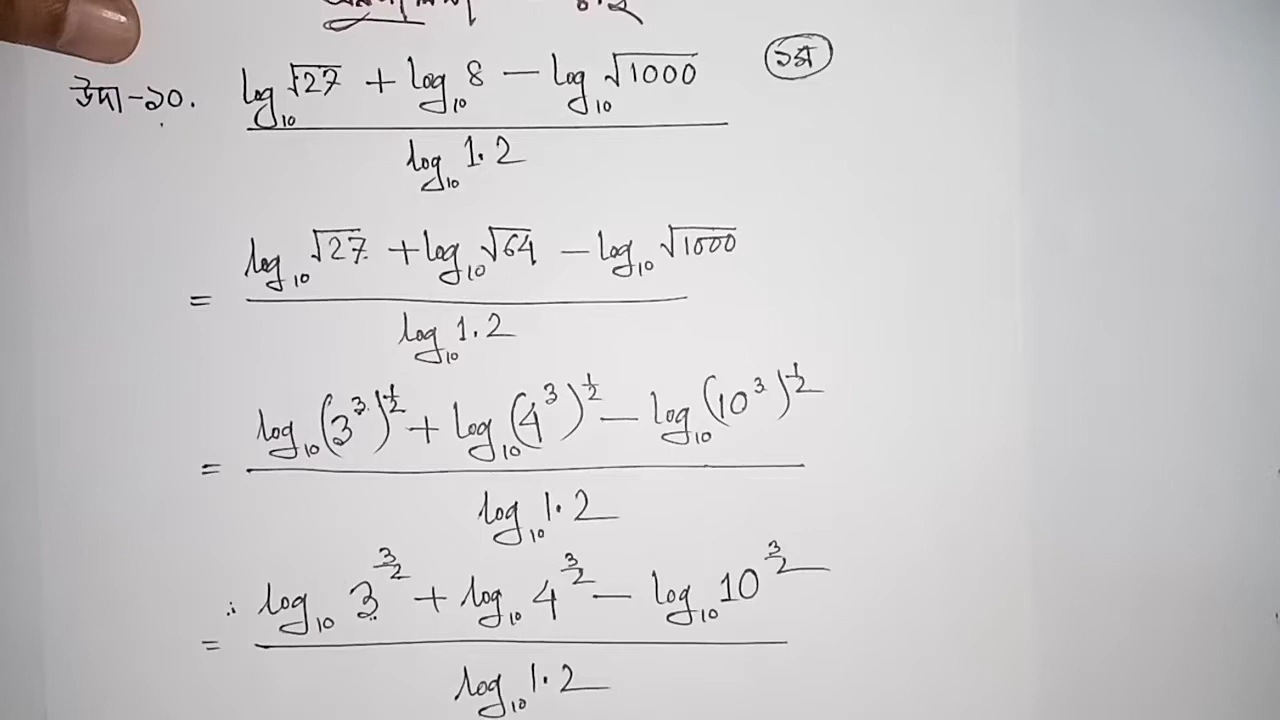 উদা-১০. (log₁₀√27 + log₁₀8 − log₁₀√1000) / (log₁₀1.2) ১ম
= (log₁₀√27 + log₁₀√64 − log₁₀√1000) / (log₁₀1.2)
= (log₁₀(3³)^½ + log₁₀(4³)^½ − log₁₀(10³)^½) / (log₁₀1.2)
= (log₁₀3^(3/2) + log₁₀4^(3/2) − log₁₀10^(3/2)) / (log₁₀1.2)